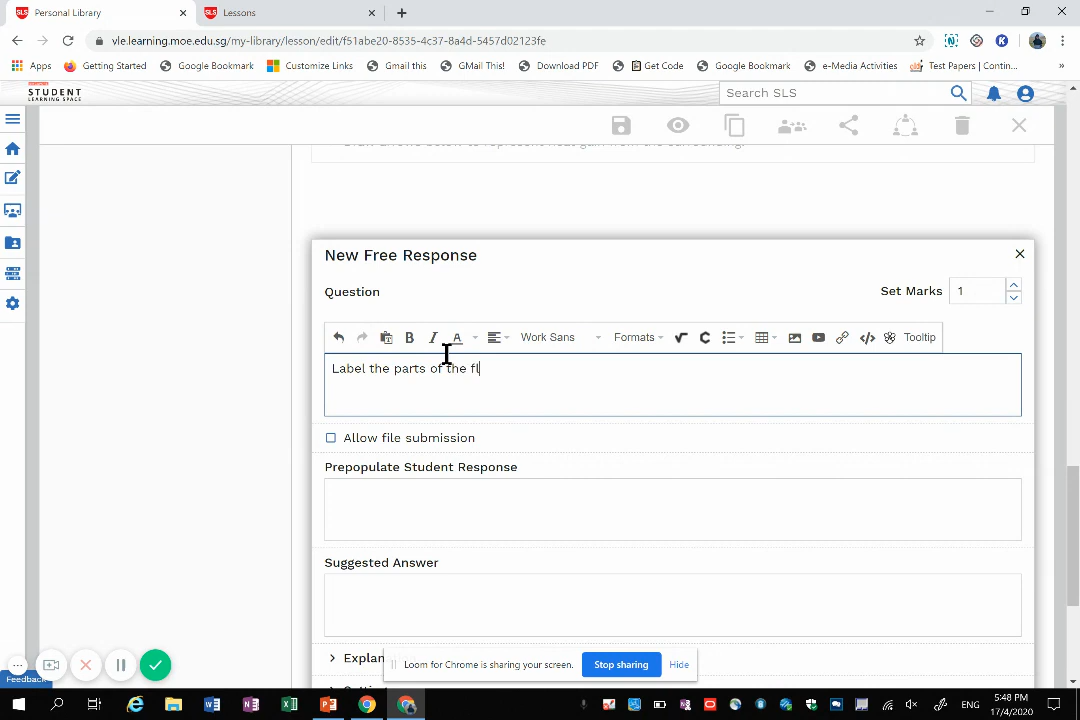 SLS Personal Library
SLS Lessons
vle.learning.moe.edu.sg/my-library/lesson/edit/f51abe20-8535-4c37-8a4d-5457d02123fe
Apps Getting Started Google Bookmark Customize Links Gmail this GMail This! Download PDF Get Code Google Bookmark e-Media Activities Test Papers | Contin...
STUDENT
LEARNING SPACE
Search SLS
New Free Response
Question
Set Marks 1
Work Sans Formats Tooltip
Label the parts of the fl
Allow file submission
Prepopulate Student Response
Suggested Answer
Explan
Loom for Chrome is sharing your screen. Stop sharing Hide
Feedback
ENG
5:48 PM
17/4/2020